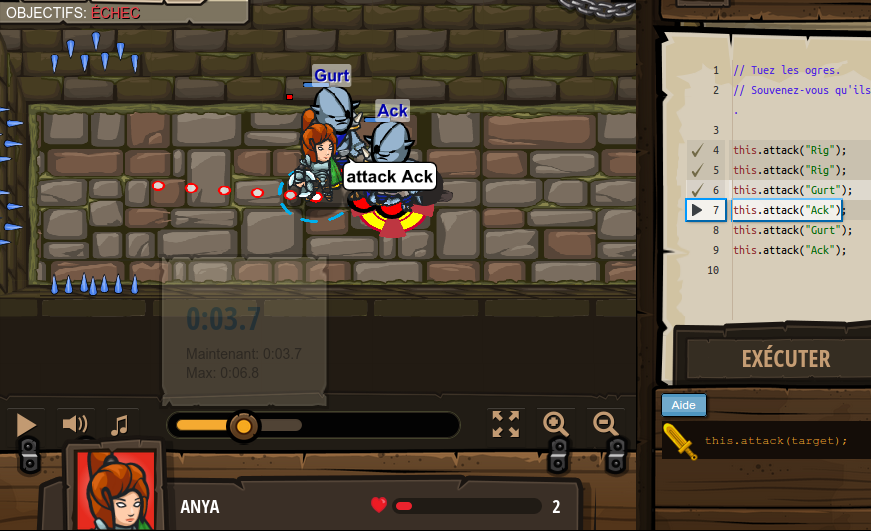 OBJECTIFS: ÉCHEC
Gurt
Ack
attack Ack
0:03.7
Maintenant: 0:03.7
Max: 0:06.8
ANYA
2
1 // Tuez les ogres.
2 // Souvenez-vous qu'ils
.
3
4 this.attack("Rig");
5 this.attack("Rig");
6 this.attack("Gurt");
7 this.attack("Ack");
8 this.attack("Gurt");
9 this.attack("Ack");
10
EXÉCUTER
Aide
this.attack(target);